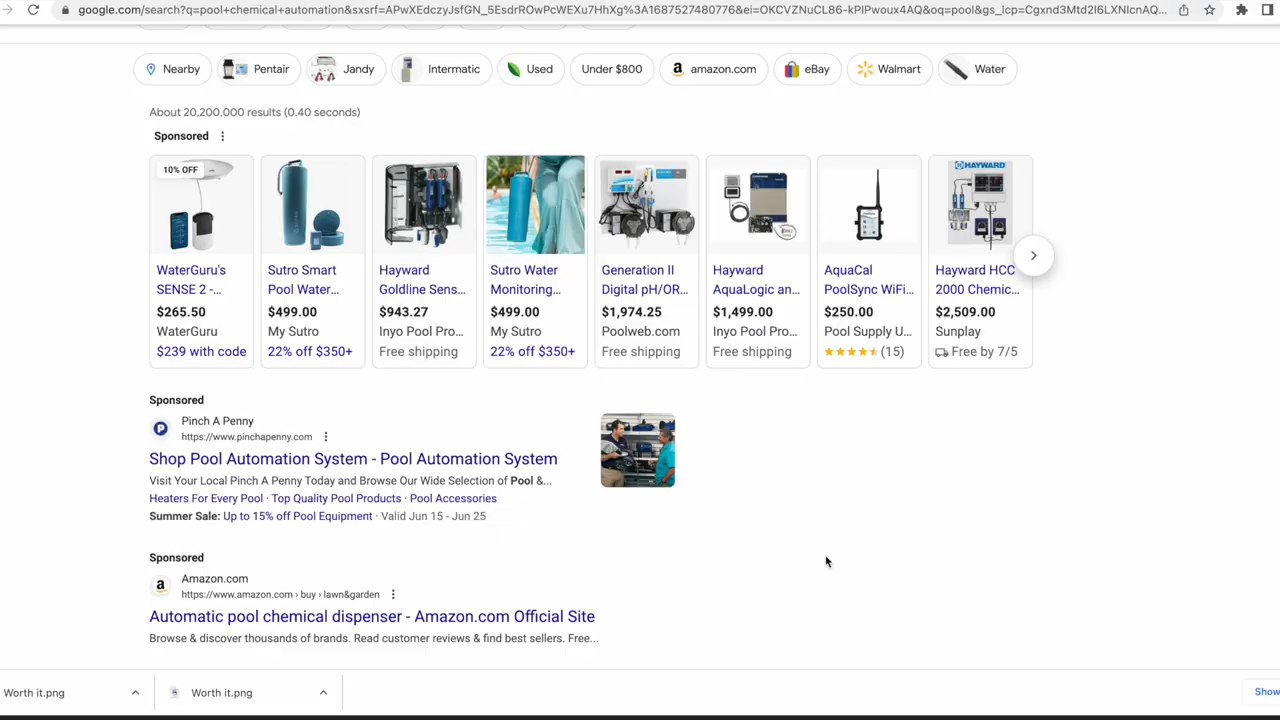 google.com/search?q=pool+chemical+automation&sxsrf=APwXEdczyJsfGN_5EsdrROwPcWEXu7HhXg%3A1687527480776&ei=OKCVZNuCL86-kPIPwoux4AQ&oq=pool&gs_lcp=Cgxnd3Mtd2l6LXNlcnAQ...
Nearby
Pentair
Jandy
Intermatic
Used
Under $800
amazon.com
eBay
Walmart
Water
About 20,200,000 results (0.40 seconds)
Sponsored
10% OFF
WaterGuru's
SENSE 2 -...
$265.50
WaterGuru
$239 with code
Sutro Smart
Pool Water...
$499.00
My Sutro
22% off $350+
Hayward
Goldline Sens...
$943.27
Inyo Pool Pro...
Free shipping
Sutro Water
Monitoring...
$499.00
My Sutro
22% off $350+
Generation II
Digital pH/OR...
$1,974.25
Poolweb.com
Free shipping
Hayward
AquaLogic an...
$1,499.00
Inyo Pool Pro...
Free shipping
AquaCal
PoolSync WiFi...
$250.00
Pool Supply U...
(15)
HAYWARD
Hayward HCC
2000 Chemic...
$2,509.00
Sunplay
Free by 7/5
Sponsored
P
Pinch A Penny
https://www.pinchapenny.com
Shop Pool Automation System - Pool Automation System
Visit Your Local Pinch A Penny Today and Browse Our Wide Selection of Pool &...
Heaters For Every Pool · Top Quality Pool Products · Pool Accessories
Summer Sale: Up to 15% off Pool Equipment · Valid Jun 15 - Jun 25
Sponsored
a
Amazon.com
https://www.amazon.com › buy › lawn&garden
Automatic pool chemical dispenser - Amazon.com Official Site
Browse & discover thousands of brands. Read customer reviews & find best sellers. Free...
Worth it.png
Worth it.png
Show